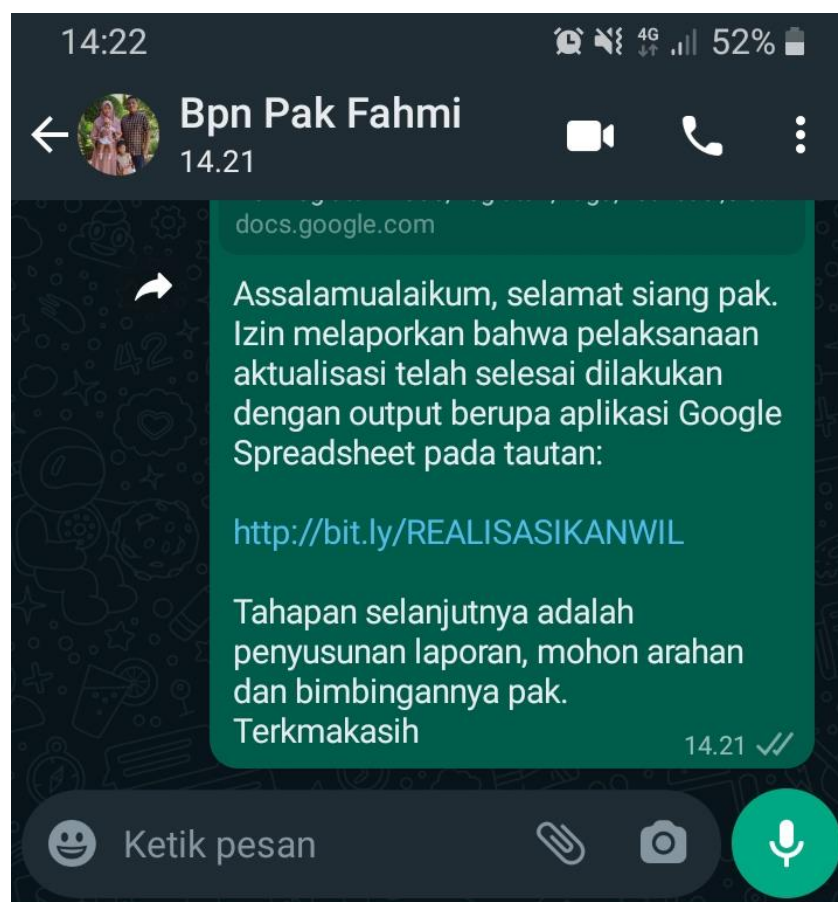 14:22
4G
52%
Bpn Pak Fahmi
14.21
docs.google.com
Assalamualaikum, selamat siang pak.
Izin melaporkan bahwa pelaksanaan
aktualisasi telah selesai dilakukan
dengan output berupa aplikasi Google
Spreadsheet pada tautan:
http://bit.ly/REALISASIKANWIL
Tahapan selanjutnya adalah
penyusunan laporan, mohon arahan
dan bimbingannya pak.
Terkmakasih
14.21
Ketik pesan